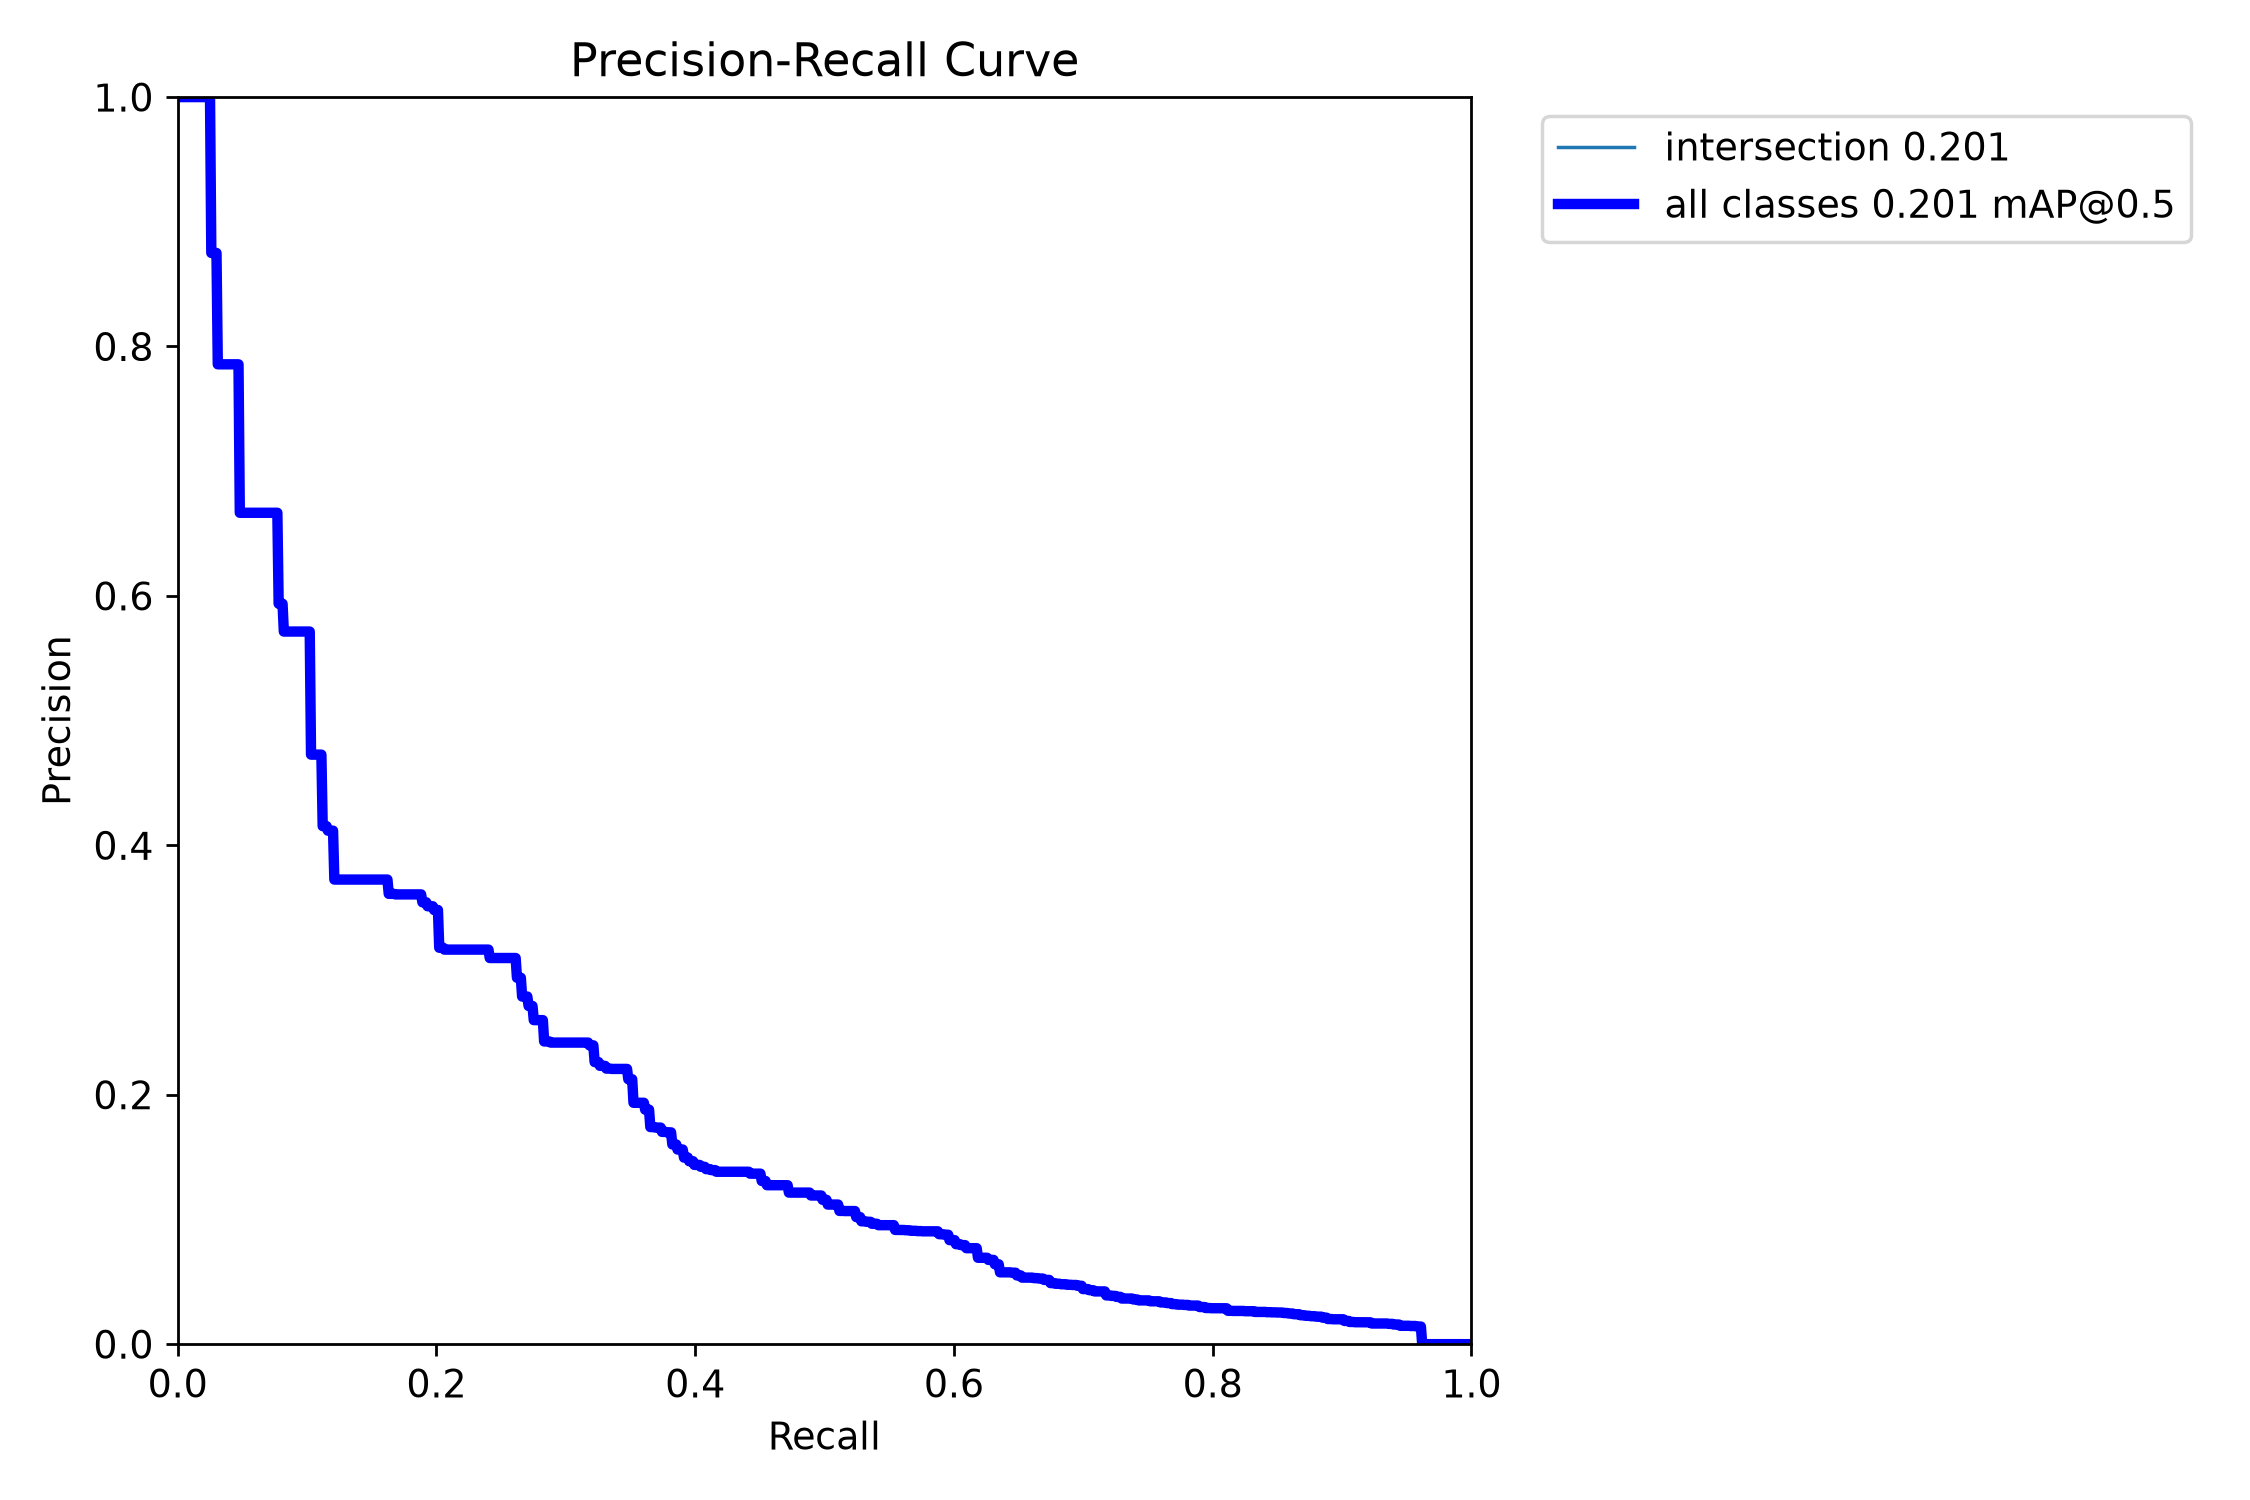 Precision-Recall Curve
intersection 0.201
all classes 0.201 mAP@0.5
Precision
1.0
0.8
0.6
0.4
0.2
0.0
0.0 0.2 0.4 0.6 0.8 1.0
Recall